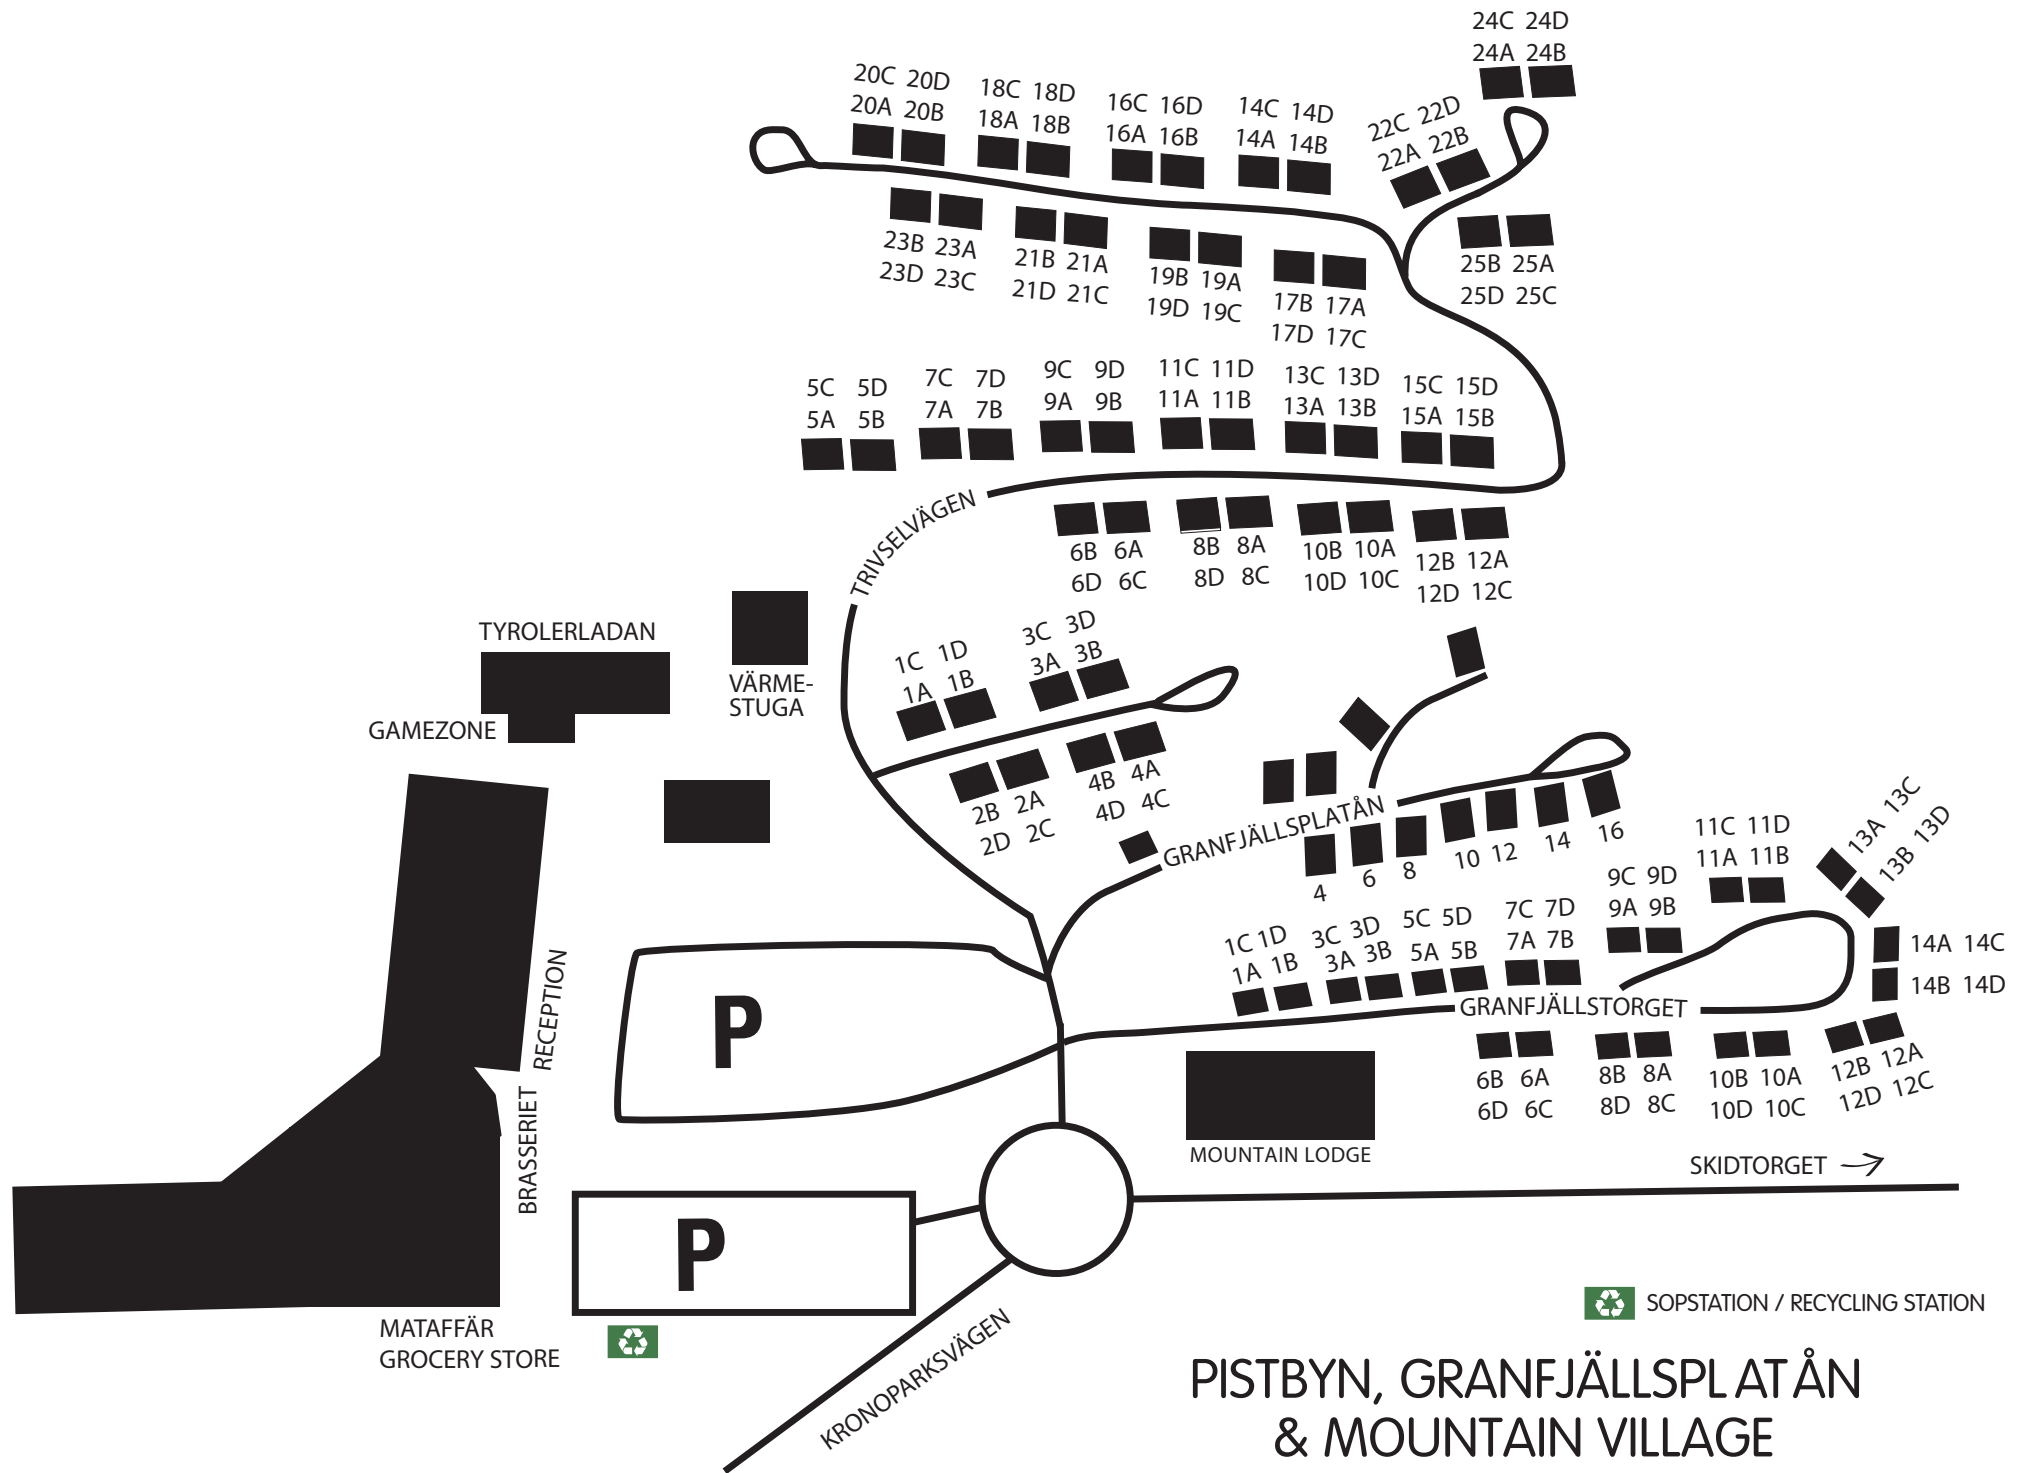 24C 24D
24A 24B
20C 20D
20A 20B
18C 18D
18A 18B
16C 16D
16A 16B
14C 14D
14A 14B
22C 22D
22A 22B
23B 23A
23D 23C
21B 21A
21D 21C
19B 19A
19D 19C
17B 17A
17D 17C
25B 25A
25D 25C
5C 5D
5A 5B
7C 7D
7A 7B
9C 9D
9A 9B
11C 11D
11A 11B
13C 13D
13A 13B
15C 15D
15A 15B
TRIVSELVÄGEN
6B 6A
6D 6C
8B 8A
8D 8C
10B 10A
10D 10C
12B 12A
12D 12C
TYROLERLADAN
GAMEZONE
VÄRME-
STUGA
1C 1D
1A 1B
3C 3D
3A 3B
2B 2A
2D 2C
4B 4A
4D 4C
GRANFJÄLLSPLATÅN
4
6
8
10
12
14
16
1C 1D
1A 1B
3C 3D
3A 3B
5C 5D
5A 5B
7C 7D
7A 7B
9C 9D
9A 9B
11C 11D
11A 11B
13A 13C
13B 13D
14A 14C
14B 14D
GRANFJÄLLSTORGET
6B 6A
6D 6C
8B 8A
8D 8C
10B 10A
10D 10C
12B 12A
12D 12C
RECEPTION
BRASSERIET
P
P
MOUNTAIN LODGE
SKIDTORGET
MATAFFÄR
GROCERY STORE
KRONOPARKSVÄGEN
SOPSTATION / RECYCLING STATION
PISTBYN, GRANFJÄLLSPLATÅN
& MOUNTAIN VILLAGE